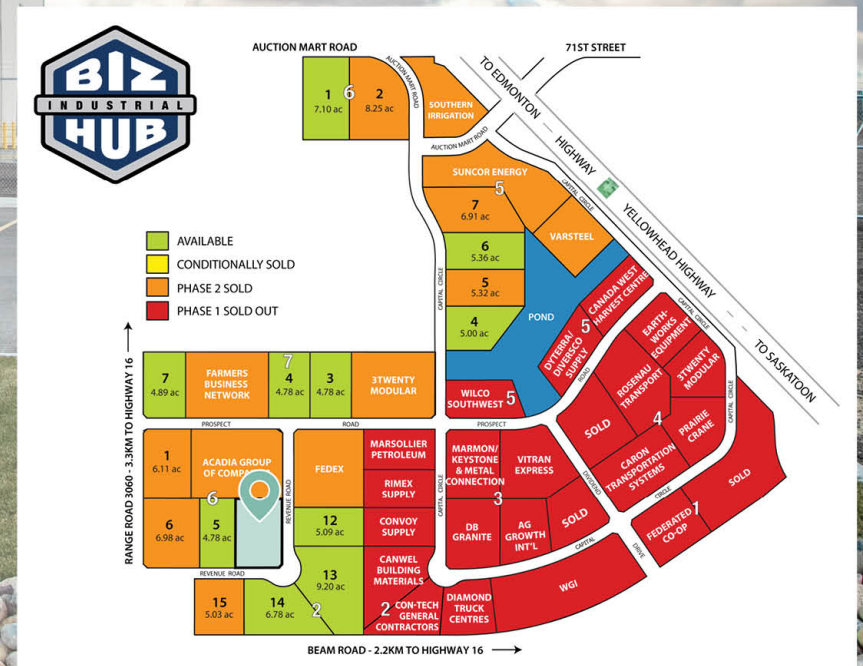 BIZ
INDUSTRIAL
HUB
AUCTION MART ROAD
71ST STREET
1
7.10 ac
6
2
8.25 ac
AUCTION MART ROAD
SOUTHERN
IRRIGATION
TO EDMONTON
HIGHWAY
YELLOWHEAD HIGHWAY
TO SASKATOON
AUCTION MART ROAD
SUNCOR ENERGY
5
CAPITAL CIRCLE
7
6.91 ac
VARSTEEL
6
5.36 ac
5
5.32 ac
4
5.00 ac
CAPITAL CIRCLE
POND
AVAILABLE
CONDITIONALLY SOLD
PHASE 2 SOLD
PHASE 1 SOLD OUT
CANADA WEST
HARVEST CENTRE
5
DYTERRA/
DIVERSCO
SUPPLY
ROAD
CAPITAL CIRCLE
EARTH-
WORKS
EQUIPMENT
ROSENAU
TRANSPORT
3TWENTY
MODULAR
CAPITAL CIRCLE
4
SOLD
PRAIRIE
CRANE
CARON
TRANSPORTATION
SYSTEMS
RANGE ROAD 3060 - 3.3KM TO HIGHWAY 16
7
4.89 ac
FARMERS
BUSINESS
NETWORK
7
4
4.78 ac
3
4.78 ac
3TWENTY
MODULAR
WILCO
SOUTHWEST
5
PROSPECT
ROAD
PROSPECT
1
6.11 ac
ACADIA GROUP
OF COMPA
6
6
6.98 ac
5
4.78 ac
REVENUE ROAD
FEDEX
12
5.09 ac
13
9.20 ac
MARSOLLIER
PETROLEUM
RIMEX
SUPPLY
CONVOY
SUPPLY
CANWEL
BUILDING
MATERIALS
CAPITAL CIRCLE
MARMON/
KEYSTONE
& METAL
CONNECTION
VITRAN
EXPRESS
3
DB
GRANITE
AG
GROWTH
INT'L
SOLD
DIVIDEND
DRIVE
CIRCLE
CAPITAL
FEDERATED
CO-OP
1
SOLD
REVENUE ROAD
15
5.03 ac
14
6.78 ac
2
2
CON-TECH
GENERAL
CONTRACTORS
DIAMOND
TRUCK
CENTRES
WGI
BEAM ROAD - 2.2KM TO HIGHWAY 16